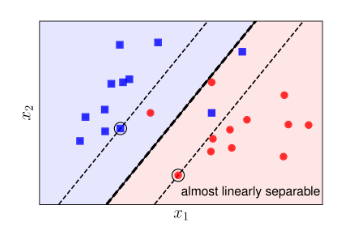 x₂
almost linearly separable
x₁